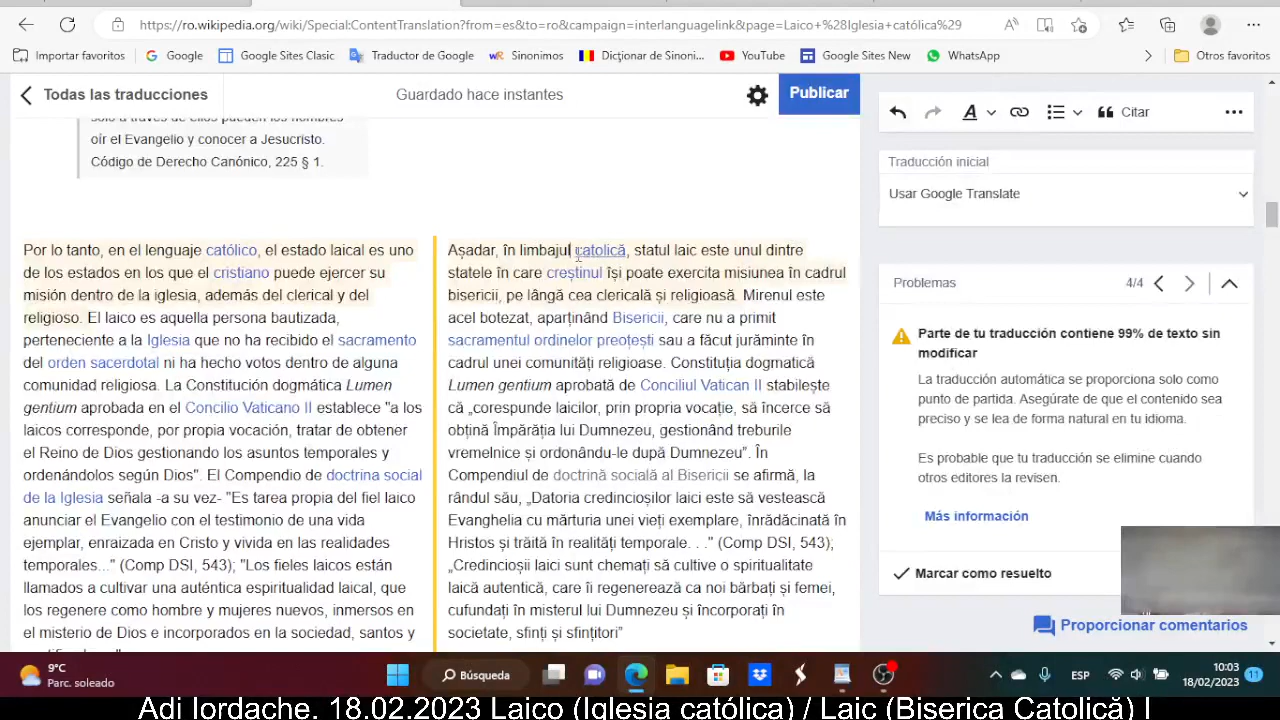 https://ro.wikipedia.org/wiki/Special:ContentTranslation?from=es&to=ro&campaign=interlanguagelink&page=Laico+%28Iglesia+católica%29
Importar favoritos
Google
Google Sites Clasic
Traductor de Google
Sinonimos
Dicţionar de Sinoni...
YouTube
Google Sites New
WhatsApp
Otros favoritos
Todas las traducciones
Guardado hace instantes
Publicar
Citar
solo a través de ellos pueden los hombres
oír el Evangelio y conocer a Jesucristo.
Código de Derecho Canónico, 225 § 1.
Por lo tanto, en el lenguaje católico, el estado laical es uno
de los estados en los que el cristiano puede ejercer su
misión dentro de la iglesia, además del clerical y del
religioso. El laico es aquella persona bautizada,
perteneciente a la Iglesia que no ha recibido el sacramento
del orden sacerdotal ni ha hecho votos dentro de alguna
comunidad religiosa. La Constitución dogmática Lumen
gentium aprobada en el Concilio Vaticano II establece "a los
laicos corresponde, por propia vocación, tratar de obtener
el Reino de Dios gestionando los asuntos temporales y
ordenándolos según Dios". El Compendio de doctrina social
de la Iglesia señala -a su vez- "Es tarea propia del fiel laico
anunciar el Evangelio con el testimonio de una vida
ejemplar, enraizada en Cristo y vivida en las realidades
temporales..." (Comp DSI, 543); "Los fieles laicos están
llamados a cultivar una auténtica espiritualidad laical, que
los regenere como hombre y mujeres nuevos, inmersos en
el misterio de Dios e incorporados en la sociedad, santos y
Așadar, în limbajul catolică, statul laic este unul dintre
statele în care creștinul își poate exercita misiunea în cadrul
bisericii, pe lângă cea clericală și religioasă. Mirenul este
acel botezat, aparținând Bisericii, care nu a primit
sacramentul ordinelor preoțești sau a făcut jurăminte în
cadrul unei comunități religioase. Constituția dogmatică
Lumen gentium aprobată de Conciliul Vatican II stabilește
că „corespunde laicilor, prin propria vocație, să încerce să
obțină Împărăția lui Dumnezeu, gestionând treburile
vremelnice și ordonându-le după Dumnezeu". În
Compendiul de doctrină socială al Bisericii se afirmă, la
rândul său, „Datoria credincioșilor laici este să vestească
Evanghelia cu mărturia unei vieți exemplare, înrădăcinată în
Hristos și trăită în realități temporale. . ." (Comp DSI, 543);
„Credincioșii laici sunt chemați să cultive o spiritualitate
laică autentică, care îi regenerează ca noi bărbați și femei,
cufundați în misterul lui Dumnezeu și încorporați în
societate, sfinți și sfințitori"
Traducción inicial
Usar Google Translate
Problemas
4/4
Parte de tu traducción contiene 99% de texto sin
modificar
La traducción automática se proporciona solo como
punto de partida. Asegúrate de que el contenido sea
preciso y se lea de forma natural en tu idioma.
Es probable que tu traducción se elimine cuando
otros editores la revisen.
Más información
Marcar como resuelto
Proporcionar comentarios
9°C
Parc. soleado
Búsqueda
ESP
10:03
18/02/2023
11
Adi Iordache. 18.02.2023 Laico (Iglesia católica) / Laic (Biserica Catolică) I